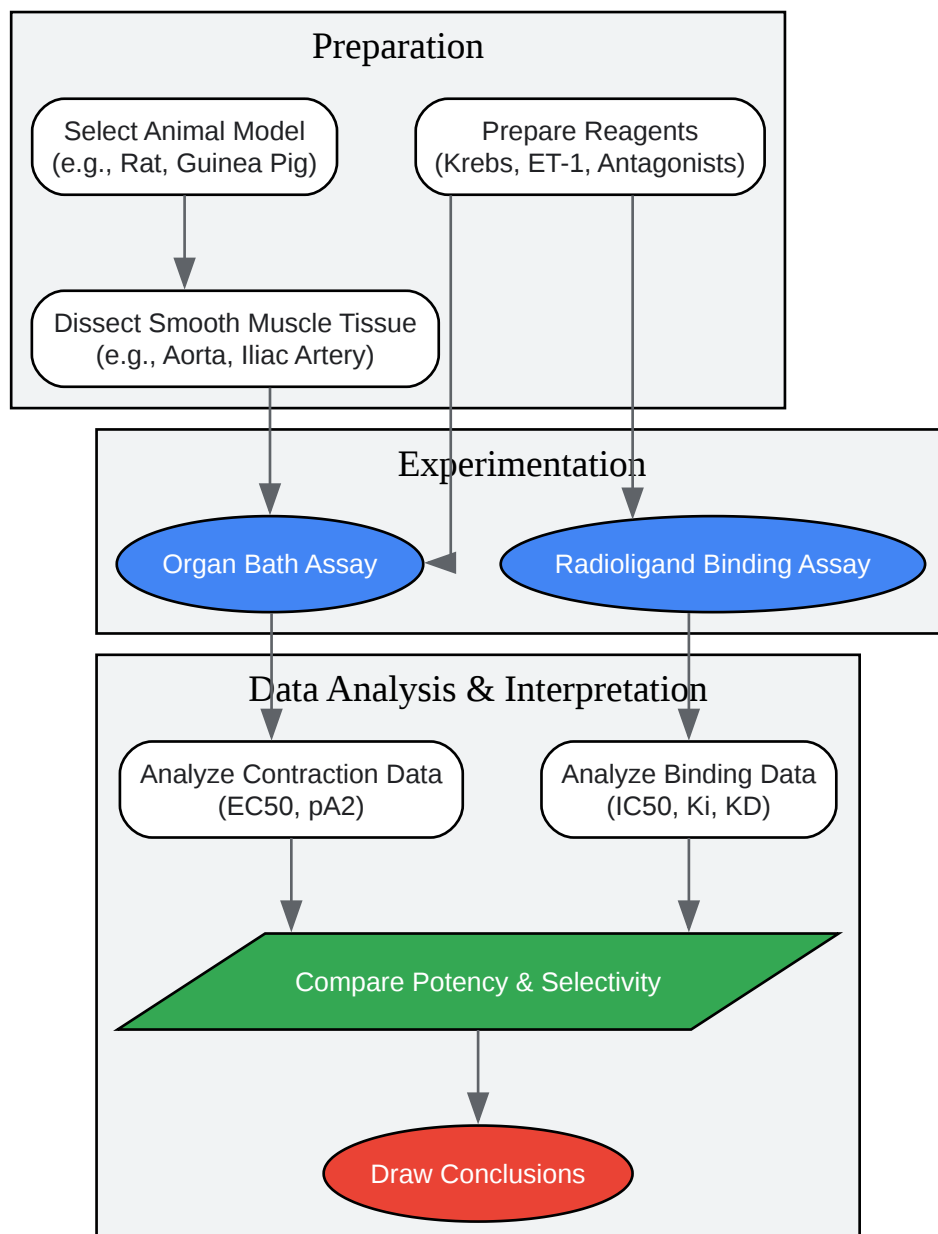 Preparation
Select Animal Model
(e.g., Rat, Guinea Pig)
Prepare Reagents
(Krebs, ET-1, Antagonists)
Dissect Smooth Muscle Tissue
(e.g., Aorta, Iliac Artery)
Experimentation
Organ Bath Assay
Radioligand Binding Assay
Data Analysis & Interpretation
Analyze Contraction Data
(EC50, pA2)
Analyze Binding Data
(IC50, Ki, KD)
Compare Potency & Selectivity
Draw Conclusions